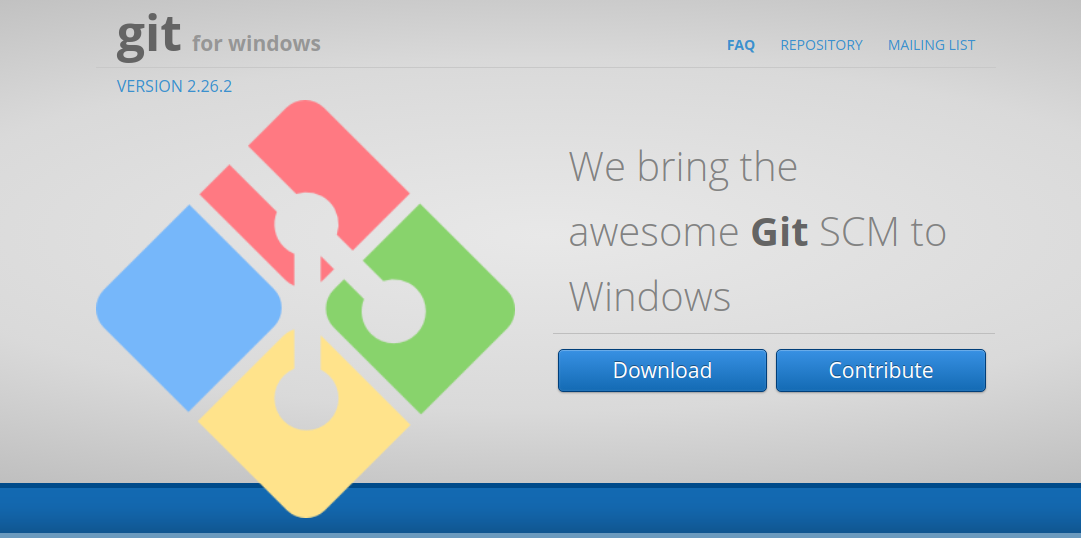 git for windows
FAQ REPOSITORY MAILING LIST
VERSION 2.26.2
We bring the
awesome Git SCM to
Windows
Download Contribute